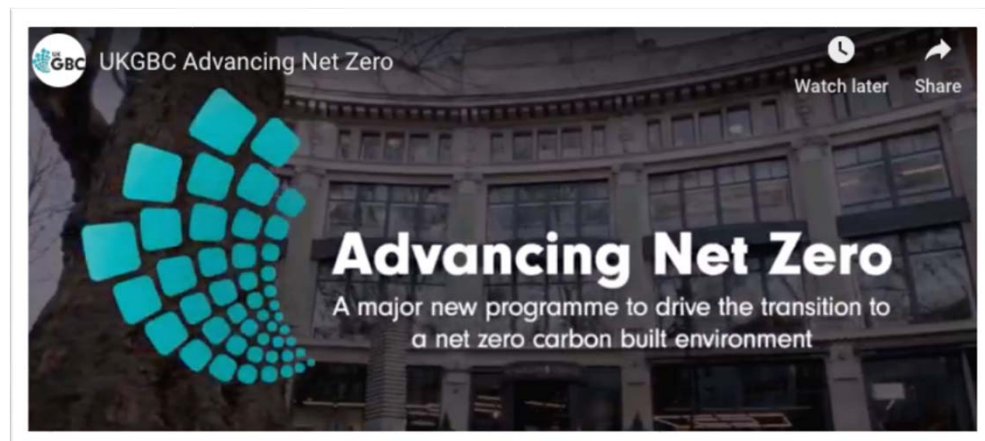 UK
GBC
UKGBC Advancing Net Zero
Watch later
Share
Advancing Net Zero
A major new programme to drive the transition to
a net zero carbon built environment